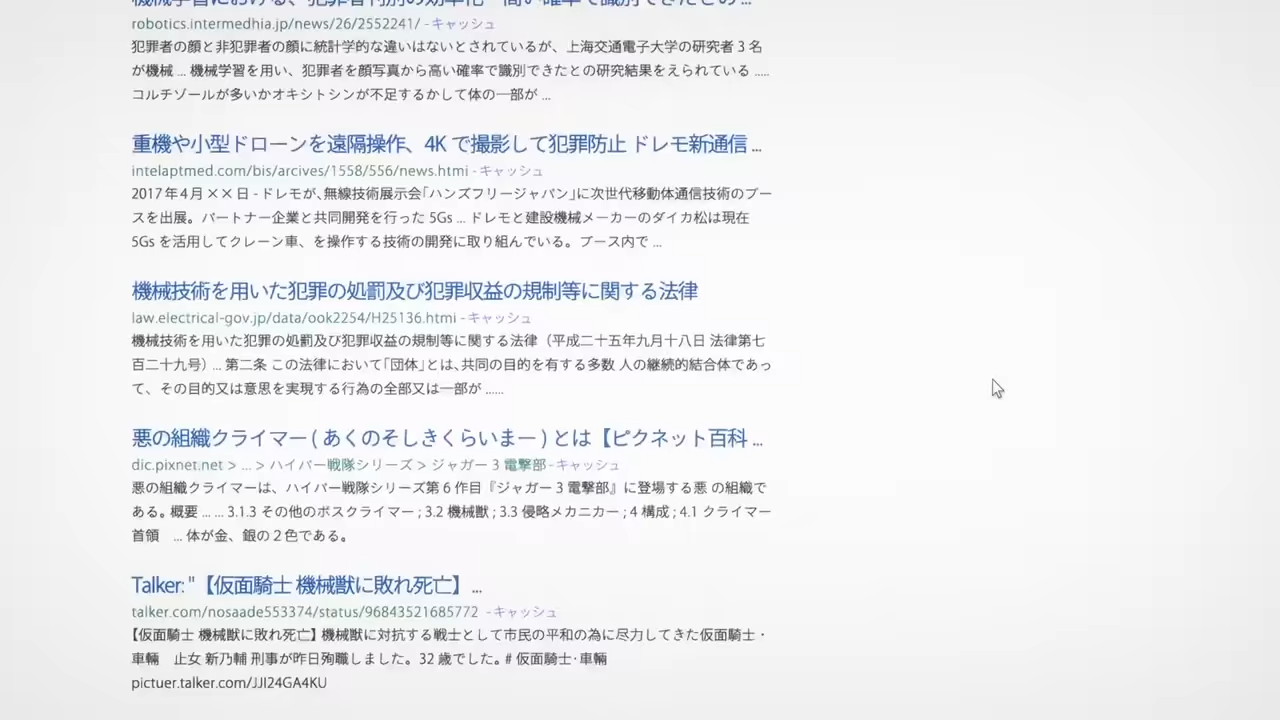 機械学習における、犯罪者判別の効率化 高い確率で識別できたとの ...
robotics.intermedhia.jp/news/26/2552241/ - キャッシュ
犯罪者の顔と非犯罪者の顔に統計学的な違いはないとされているが、上海交通電子大学の研究者 3 名
が機械 ... 機械学習を用い、犯罪者を顔写真から高い確率で識別できたとの研究結果をえられている .....
コルチゾールが多いかオキシトシンが不足するかして体の一部が ...
重機や小型ドローンを遠隔操作、4K で撮影して犯罪防止 ドレモ新通信 ...
intelaptmed.com/bis/arcives/1558/556/news.htmi - キャッシュ
2017 年 4 月 ×× 日 - ドレモが、無線技術展示会「ハンズフリージャパン」に次世代移動体通信技術のブー
スを出展。パートナー企業と共同開発を行った 5Gs ... ドレモと建設機械メーカーのダイカ松は現在
5Gs を活用してクレーン車、を操作する技術の開発に取り組んでいる。ブース内で ...
機械技術を用いた犯罪の処罰及び犯罪収益の規制等に関する法律
law.electrical-gov.jp/data/ook2254/H25136.htmi - キャッシュ
機械技術を用いた犯罪の処罰及び犯罪収益の規制等に関する法律（平成二十五年九月十八日 法律第七
百二十九号）... 第二条 この法律において「団体」とは、共同の目的を有する多数 人の継続的結合体であっ
て、その目的又は意思を実現する行為の全部又は一部が ......
悪の組織クライマー ( あくのそしきくらいまー ) とは【ピクネット百科 ...
dic.pixnet.net > ... > ハイパー戦隊シリーズ > ジャガー 3 電撃部 - キャッシュ
悪の組織クライマーは、ハイパー戦隊シリーズ第 6 作目『ジャガー 3 電撃部』に登場する悪 の組織で
ある。概要 ... ... 3.1.3 その他のボスクライマー ; 3.2 機械獣 ; 3.3 侵略メカニカー ; 4 構成 ; 4.1 クライマー
首領 ... 体が金、銀の 2 色である。
Talker: "【仮面騎士 機械獣に敗れ死亡】 ...
talker.com/nosaade553374/status/96843521685772 - キャッシュ
【仮面騎士 機械獣に敗れ死亡】 機械獣に対抗する戦士として市民の平和の為に尽力してきた仮面騎士・
車輛 止女 新乃輔 刑事が昨日殉職しました。32 歳でした。# 仮面騎士・車輛
pictuer.talker.com/JJI24GA4KU